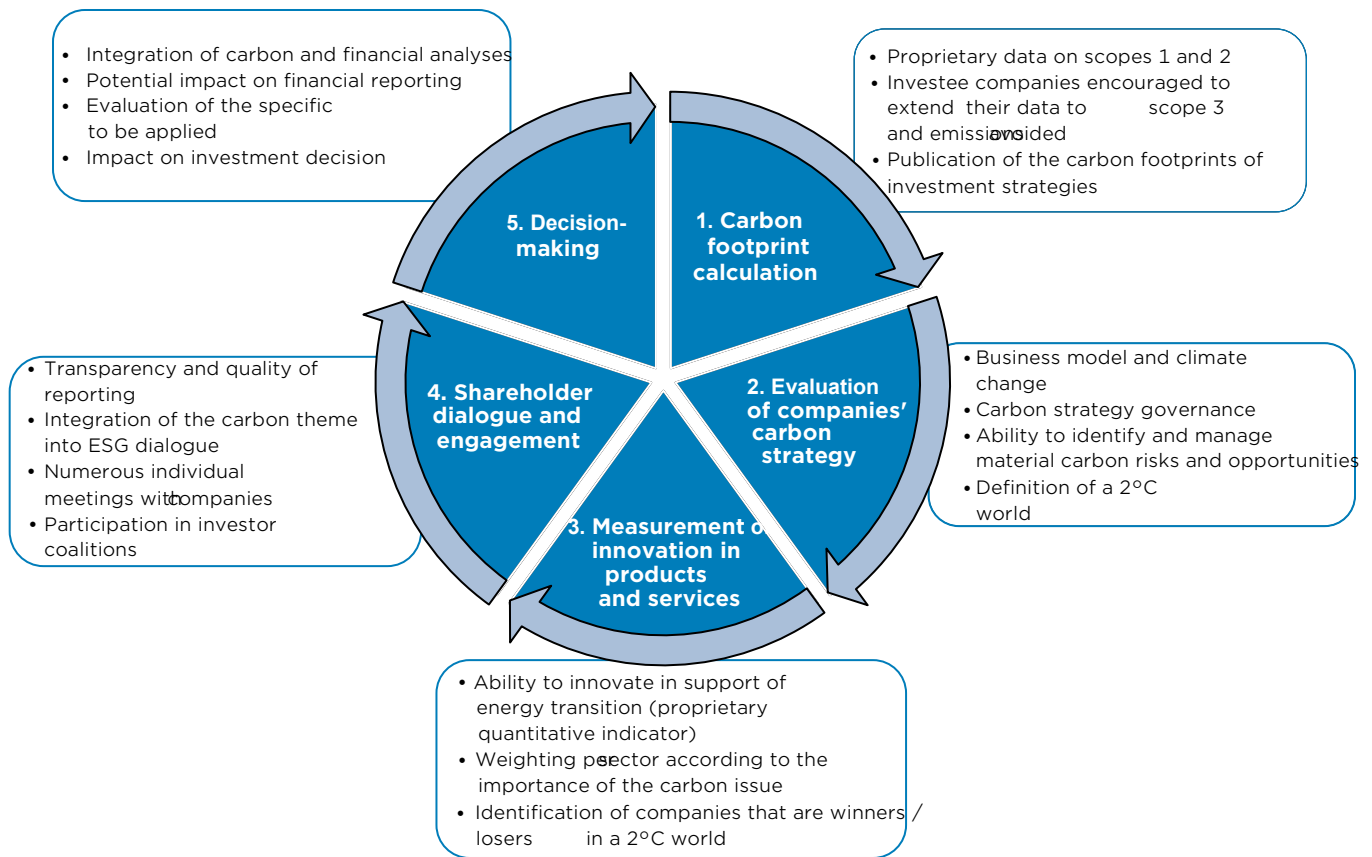 • Integration of carbon and financial analyses
• Potential impact on financial reporting
• Evaluation of the specific
to be applied
• Impact on investment decision
• Proprietary data on scopes 1 and 2
• Investee companies encouraged to
extend their data to scope 3
and emissions avoided
• Publication of the carbon footprints of
investment strategies
5. Decision-
making
1. Carbon
footprint
calculation
• Transparency and quality of
reporting
• Integration of the carbon theme
into ESG dialogue
• Numerous individual
meetings with companies
• Participation in investor
coalitions
4. Shareholder
dialogue and
engagement
2. Evaluation
of companies'
carbon
strategy
• Business model and climate
change
• Carbon strategy governance
• Ability to identify and manage
material carbon risks and opportunities
• Definition of a 2°C
world
3. Measurement o
innovation in
products
and services
• Ability to innovate in support of
energy transition (proprietary
quantitative indicator)
• Weighting per sector according to the
importance of the carbon issue
• Identification of companies that are winners /
losers in a 2°C world